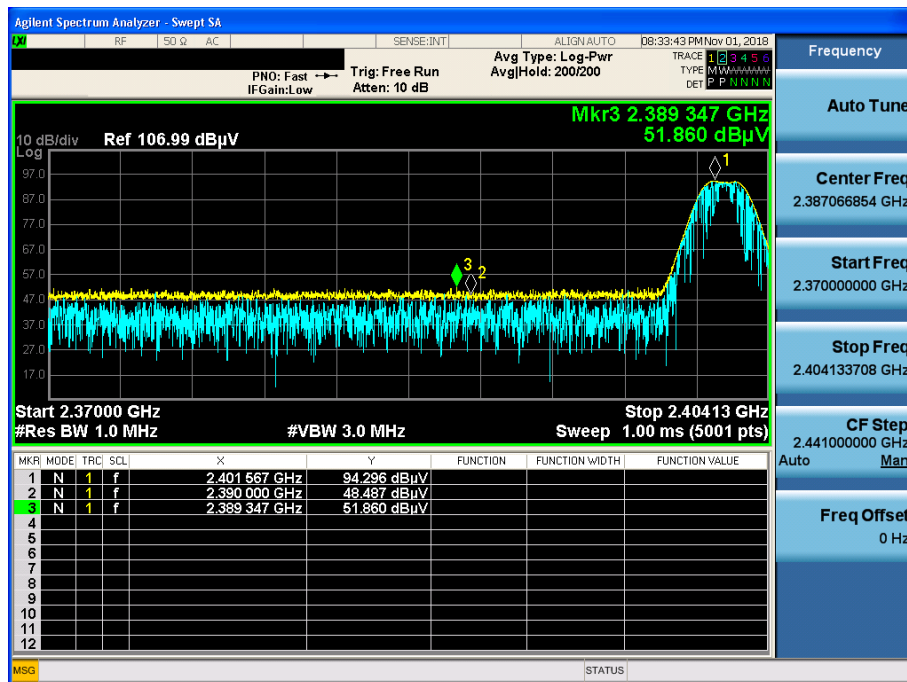 Agilent Spectrum Analyzer - Swept SA
LXI RF 50 Ω AC SENSE:INT ALIGN AUTO 08:33:43 PM Nov 01, 2018
Frequency
Avg Type: Log-Pwr
TRACE 1 2 3 4 5 6
PNO: Fast Trig: Free Run Avg|Hold: 200/200
TYPE M W W W W W
IFGain:Low Atten: 10 dB
DET P P N N N N
Auto Tune
Mkr3 2.389 347 GHz
10 dB/div Ref 106.99 dBµV 51.860 dBµV
Log
97.0
87.0
77.0
67.0
57.0
47.0
37.0
27.0
17.0
1
3
2
Center Freq
2.387066854 GHz
Start Freq
2.370000000 GHz
Stop Freq
2.404133708 GHz
Start 2.37000 GHz Stop 2.40413 GHz
#Res BW 1.0 MHz #VBW 3.0 MHz Sweep 1.00 ms (5001 pts)
CF Step
2.441000000 GHz
Auto Man
MKR MODE TRC SCL X Y FUNCTION FUNCTION WIDTH FUNCTION VALUE
1 N 1 f 2.401 567 GHz 94.296 dBµV
2 N 1 f 2.390 000 GHz 48.487 dBµV
3 N 1 f 2.389 347 GHz 51.860 dBµV
4
5
6
7
8
9
10
11
12
Freq Offset
0 Hz
MSG STATUS